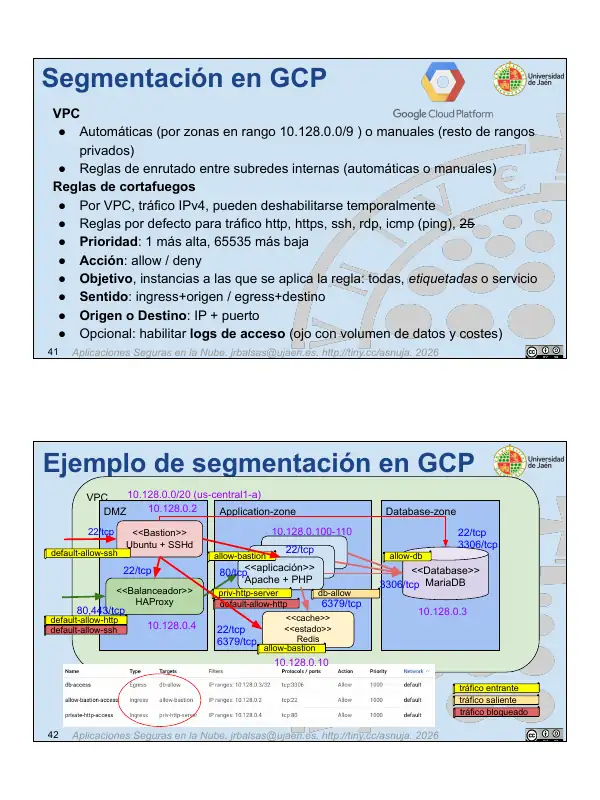 Segmentación en GCP
Universidad
de Jaén
Google Cloud Platform
VPC
● Automáticas (por zonas en rango 10.128.0.0/9 ) o manuales (resto de rangos
privados)
● Reglas de enrutado entre subredes internas (automáticas o manuales)
Reglas de cortafuegos
● Por VPC, tráfico IPv4, pueden deshabilitarse temporalmente
● Reglas por defecto para tráfico http, https, ssh, rdp, icmp (ping), 25
● Prioridad: 1 más alta, 65535 más baja
● Acción: allow / deny
● Objetivo, instancias a las que se aplica la regla: todas, etiquetadas o servicio
● Sentido: ingress+origen / egress+destino
● Origen o Destino: IP + puerto
● Opcional: habilitar logs de acceso (ojo con volumen de datos y costes)
41 Aplicaciones Seguras en la Nube. jrbalsas@ujaen.es. http://tiny.cc/asnuja. 2026
Ejemplo de segmentación en GCP
Universidad
de Jaén
VPC 10.128.0.0/20 (us-central1-a)
DMZ
10.128.0.2
Application-zone
Database-zone
22/tcp
<<Bastion>>
Ubuntu + SSHd
default-allow-ssh
22/tcp
<<Balanceador>>
HAProxy
80,443/tcp
default-allow-http
default-allow-ssh
10.128.0.4
10.128.0.100-110
22/tcp
allow-bastion
80/tcp
<<aplicación>>
Apache + PHP
priv-http-server
db-allow
default-allow-http
6379/tcp
<<cache>>
<<estado>>
Redis
22/tcp
6379/tcp
allow-bastion
10.128.0.10
22/tcp
3306/tcp
allow-db
<<Database>>
MariaDB
3306/tcp
10.128.0.3
Name Type Targets Filters Protocols / ports Action Priority Network
db-access Egress db-allow IP ranges: 10.128.0.3/32 tcp:3306 Allow 1000 default
allow-bastion-access Ingress allow-bastion IP ranges: 10.128.0.2 tcp:22 Allow 1000 default
private-http-access Ingress priv-http-server IP ranges: 10.128.0.4 tcp:80 Allow 1000 default
tráfico entrante
tráfico saliente
tráfico bloqueado
42 Aplicaciones Seguras en la Nube. jrbalsas@ujaen.es. http://tiny.cc/asnuja. 2026